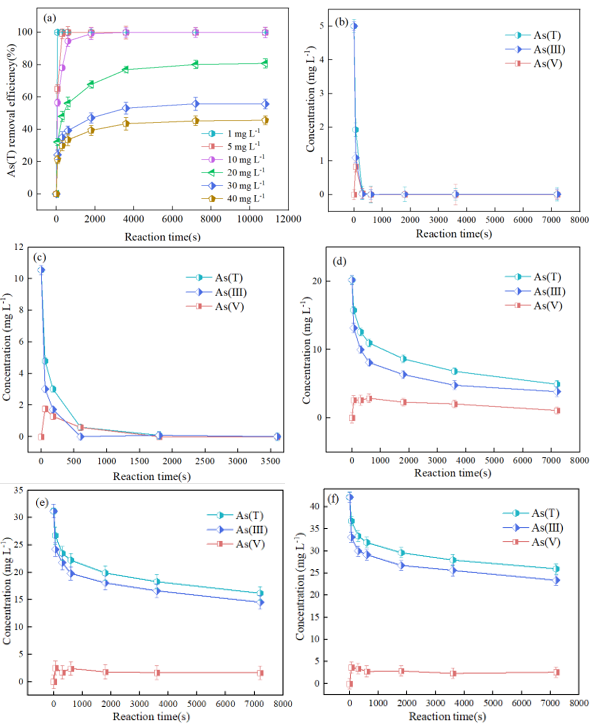 (a)
As(T) removal efficiency(%)
100
80
60
40
20
0
1 mg L-1
5 mg L-1
10 mg L-1
20 mg L-1
30 mg L-1
40 mg L-1
0 2000 4000 6000 8000 10000 12000
Reaction time(s)
(b)
Concentration (mg L-1)
5
4
3
2
1
0
As(T)
As(III)
As(V)
0 1000 2000 3000 4000 5000 6000 7000 8000
Reaction time(s)
(c)
Concentration (mg L-1)
12
10
8
6
4
2
0
As(T)
As(III)
As(V)
0 500 1000 1500 2000 2500 3000 3500
Reaction time(s)
(d)
Concentration (mg L-1)
20
10
0
As(T)
As(III)
As(V)
0 1000 2000 3000 4000 5000 6000 7000 8000
Reaction time(s)
(e)
Concentration (mg L-1)
35
30
25
20
15
10
5
0
As(T)
As(III)
As(V)
0 1000 2000 3000 4000 5000 6000 7000 8000
Reaction time(s)
(f)
Concentration (mg L-1)
40
35
30
25
20
15
10
5
0
As(T)
As(III)
As(V)
0 1000 2000 3000 4000 5000 6000 7000 8000
Reaction time(s)